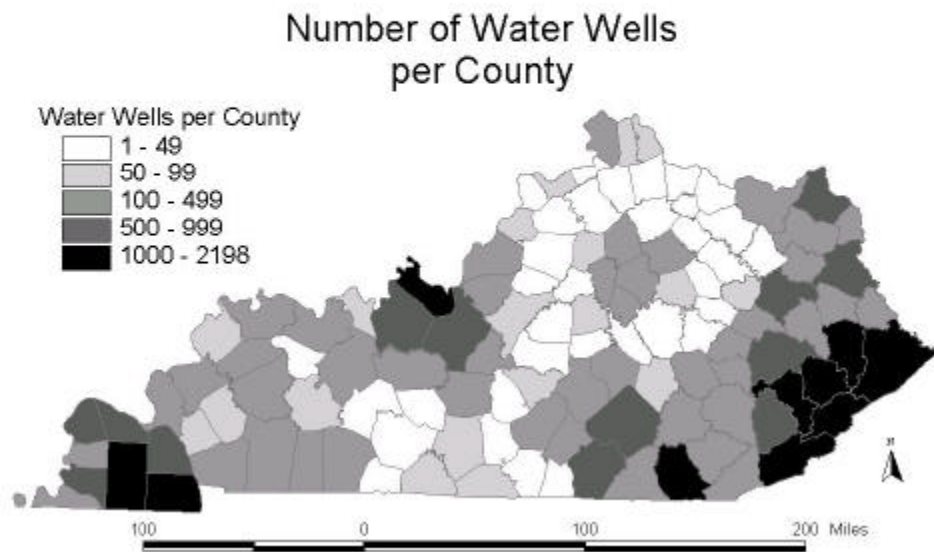 Number of Water Wells
per County
Water Wells per County
1 - 49
50 - 99
100 - 499
500 - 999
1000 - 2198
N
100 0 100 200 Miles